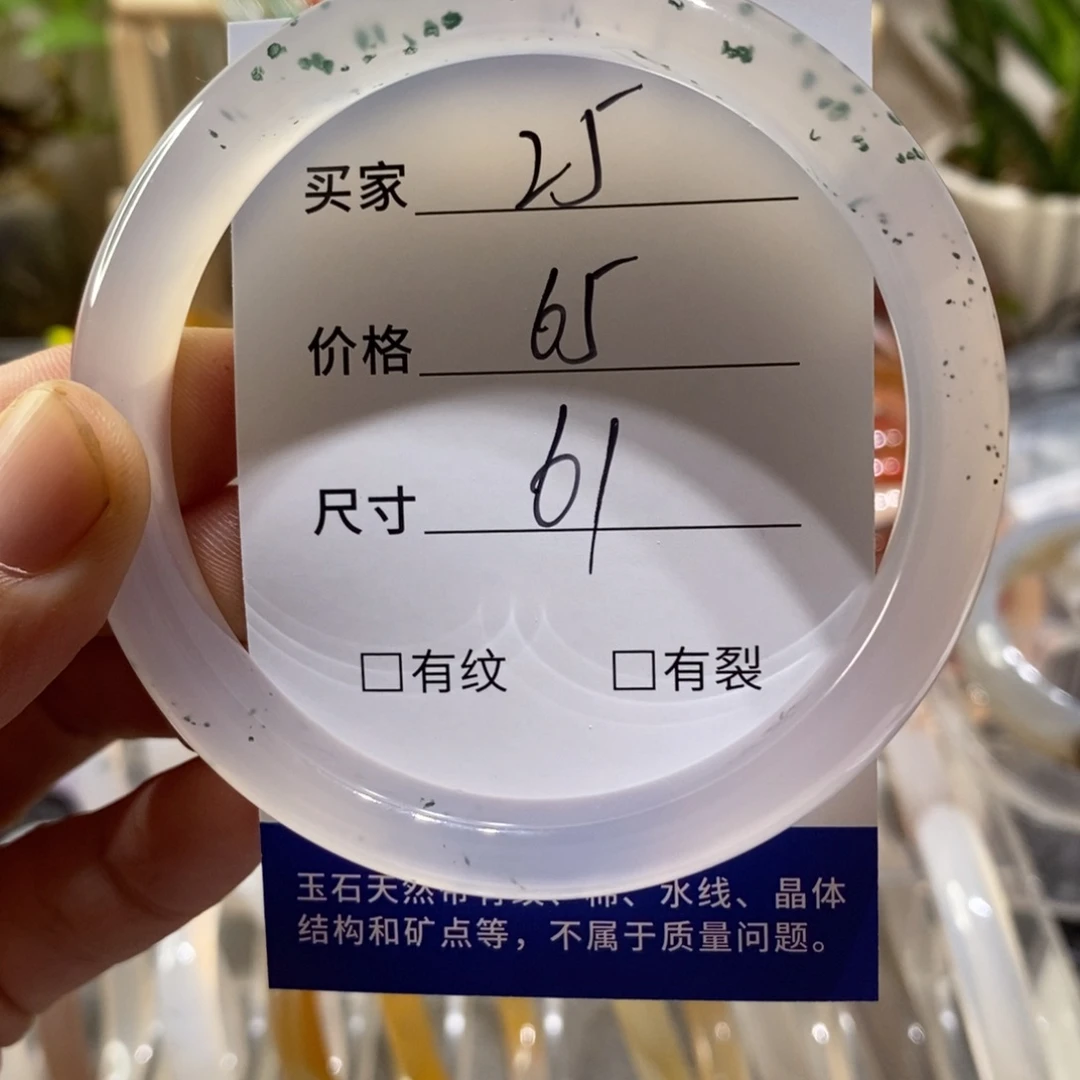 买家 25
价格 65
尺寸 61
□有纹 □有裂
玉石天然带有纹、棉、水线、晶体
结构和矿点等，不属于质量问题。